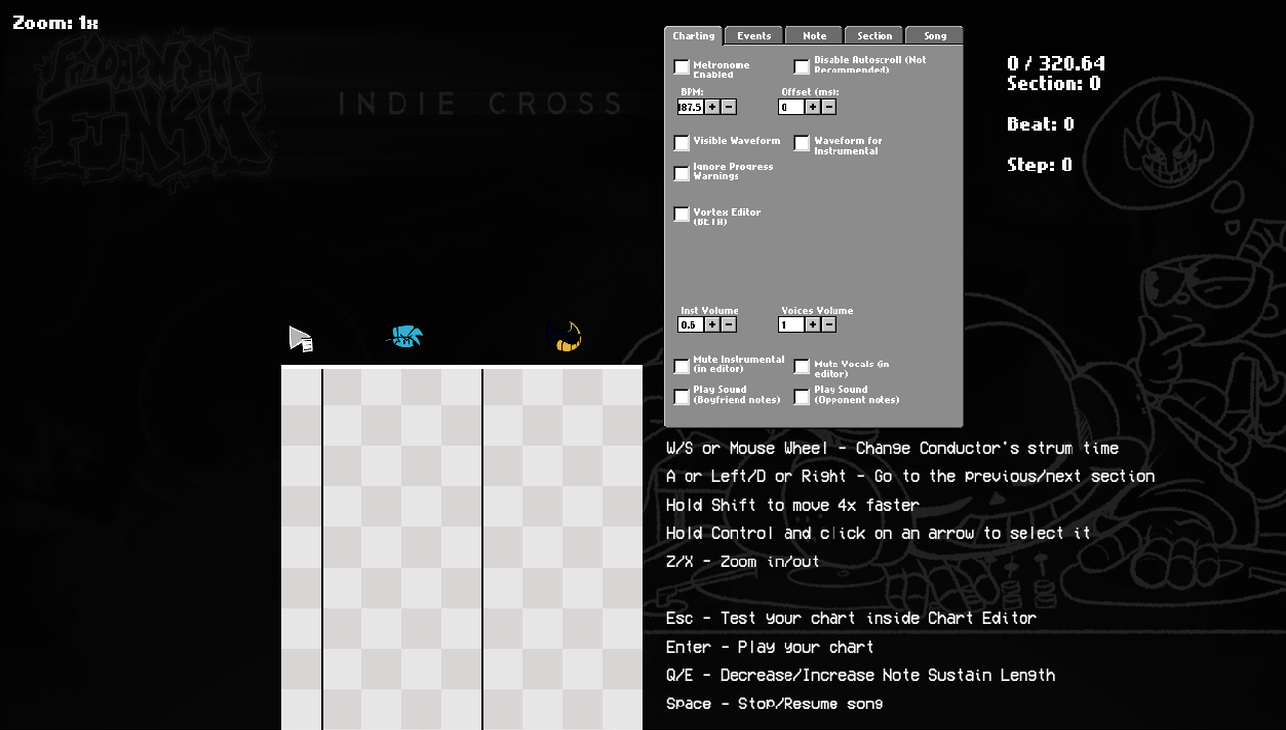 Zoom: 1x
INDIE CROSS
Charting
Events
Note
Section
Song
Metronome
Enabled
Disable Autoscroll (Not
Recommended)
BPM:
Offset (ms):
187.5 + -
0 + -
Visible Waveform
Waveform for
Instrumental
Ignore Progress
Warnings
Vortex Editor
(BETA)
Inst Volume
Voices Volume
0.6 + -
1 + -
Mute Instrumental
(in editor)
Mute Vocals (in
editor)
Play Sound
(Boyfriend notes)
Play Sound
(Opponent notes)
0 / 320.64
Section: 0
Beat: 0
Step: 0
W/S or Mouse Wheel - Change Conductor's strum time
A or Left/D or Right - Go to the previous/next section
Hold Shift to move 4x faster
Hold Control and click on an arrow to select it
Z/X - Zoom in/out
Esc - Test your chart inside Chart Editor
Enter - Play your chart
Q/E - Decrease/Increase Note Sustain Length
Space - Stop/Resume song